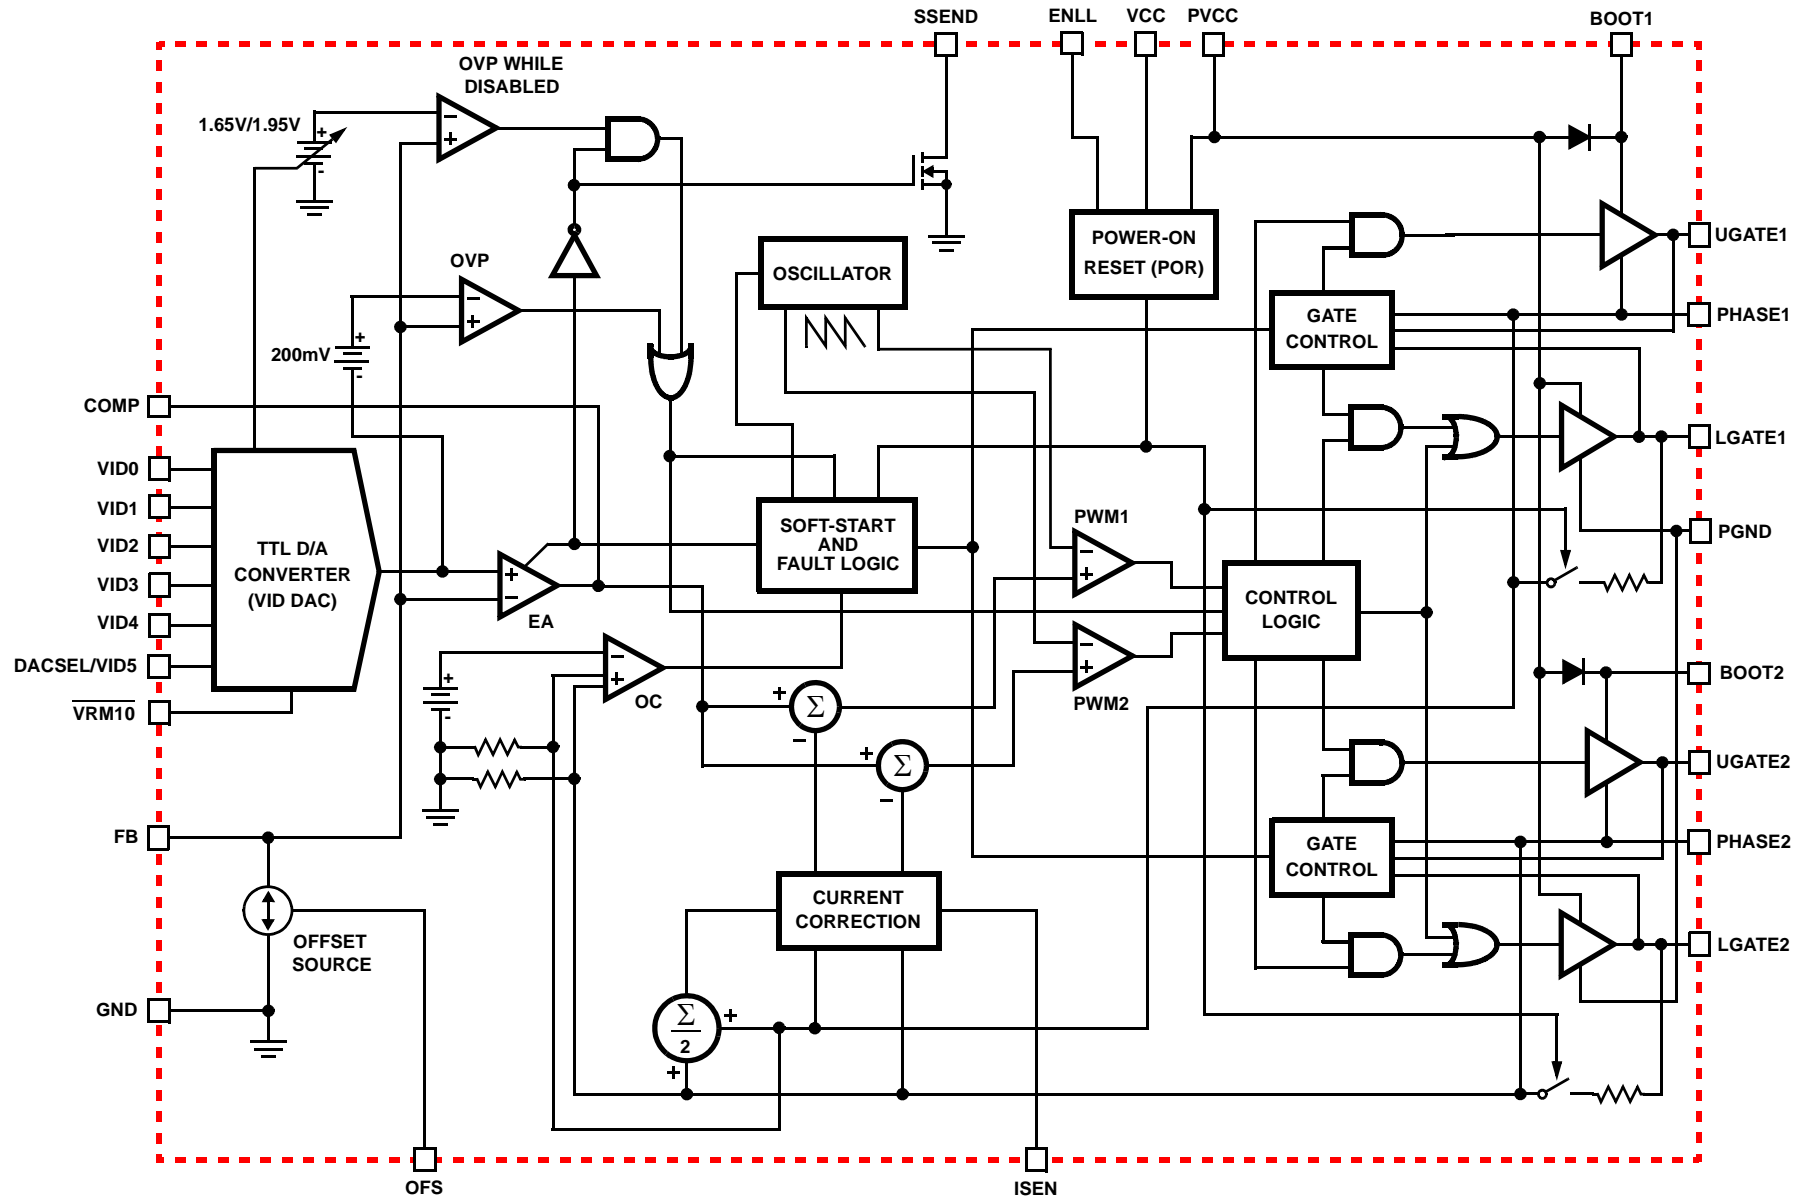 SSEND
ENLL
VCC
PVCC
BOOT1
OVP WHILE
DISABLED
1.65V/1.95V
+
-
−
+
OVP
−
+
200mV
+
-
OSCILLATOR
POWER-ON
RESET (POR)
UGATE1
PHASE1
GATE
CONTROL
COMP
LGATE1
VID0
VID1
VID2
VID3
VID4
DACSEL/VID5
VRM10
TTL D/A
CONVERTER
(VID DAC)
+
−
EA
SOFT-START
AND
FAULT LOGIC
PWM1
−
+
PGND
CONTROL
LOGIC
−
+
PWM2
−
+
+
OC
+
-
+
Σ
−
+
Σ
−
BOOT2
UGATE2
PHASE2
GATE
CONTROL
FB
OFFSET
SOURCE
CURRENT
CORRECTION
LGATE2
GND
Σ
2
+
+
OFS
ISEN